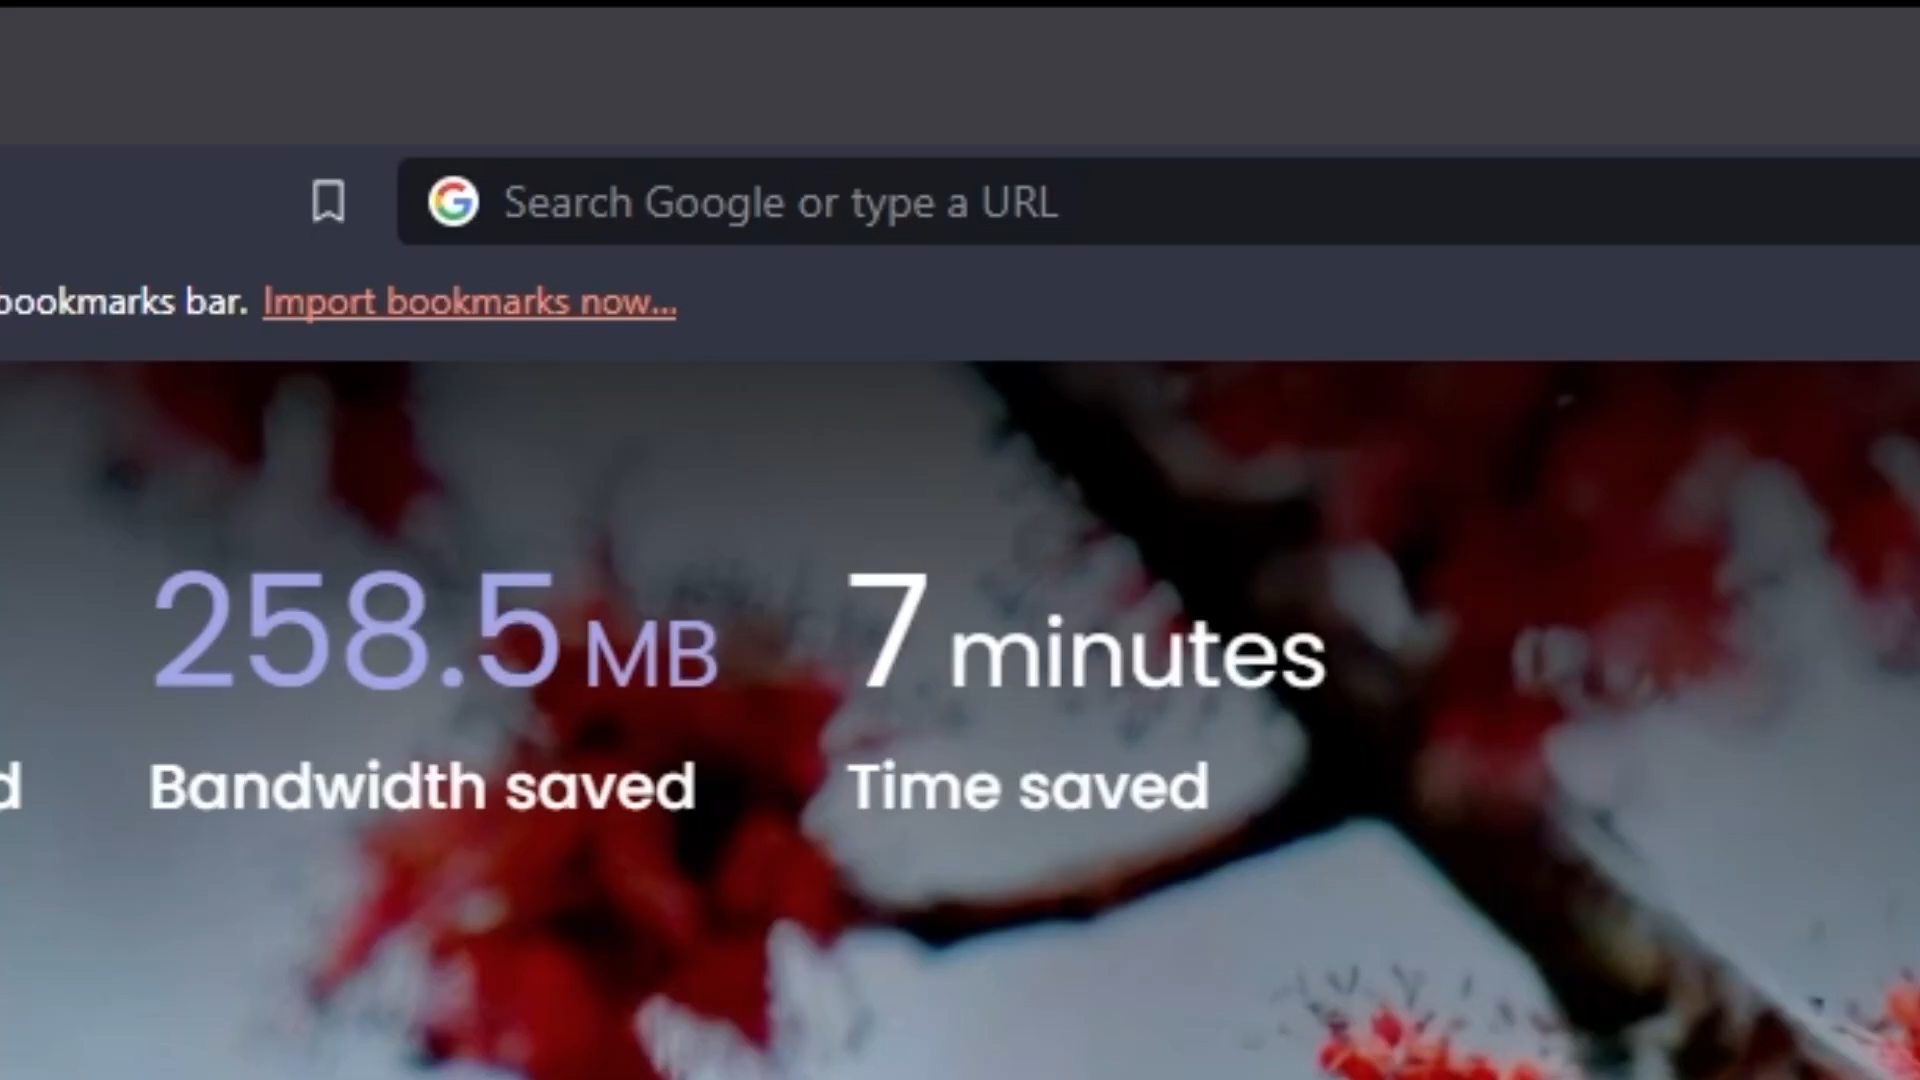 Search Google or type a URL
bookmarks bar. Import bookmarks now...
258.5 MB 7 minutes
d Bandwidth saved Time saved